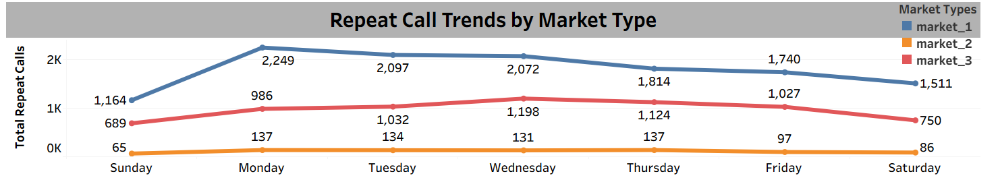 Repeat Call Trends by Market Type
Market Types
market_1
market_2
market_3
Total Repeat Calls
2K
1K
0K
1,164
2,249
2,097
2,072
1,814
1,740
1,511
689
986
1,032
1,198
1,124
1,027
750
65
137
134
131
137
97
86
Sunday
Monday
Tuesday
Wednesday
Thursday
Friday
Saturday